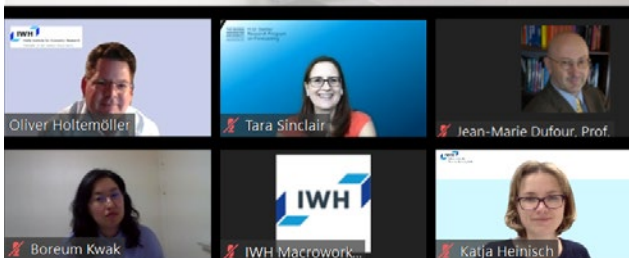 IWH
Oliver Holtemöller
Tara Sinclair
Jean-Marie Dufour, Prof.
Boreum Kwak
IWH
IWH Macrowork...
Katja Heinisch